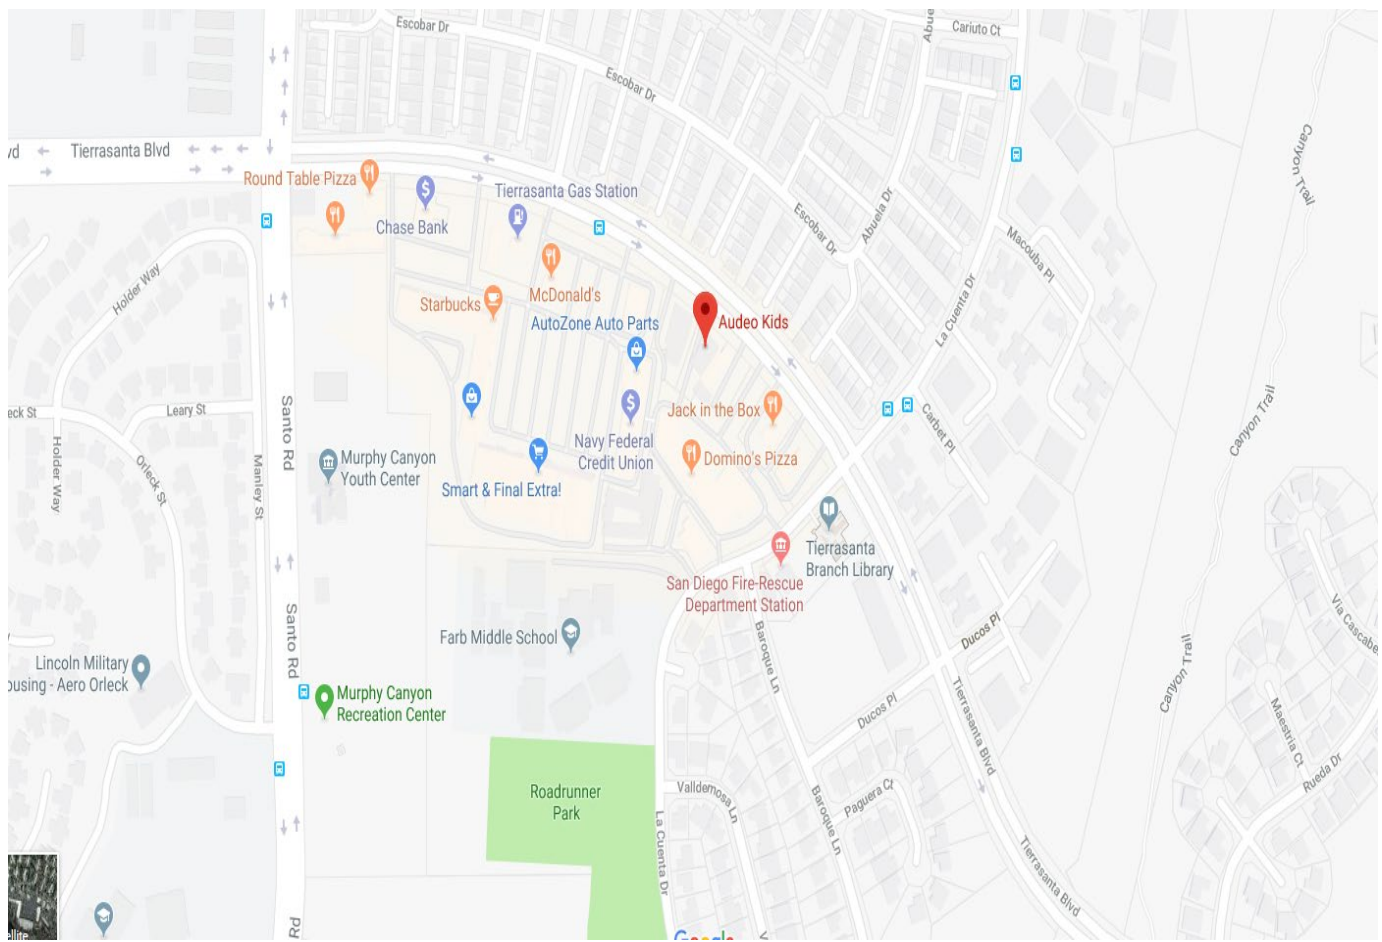 Escobar Dr
Cariuto Ct
Escobar Dr
Tierrasanta Blvd
Round Table Pizza
Chase Bank
Tierrasanta Gas Station
Escobar Dr
Abuela Dr
Macouba Pl
Canyon Trail
Holder Way
Starbucks
McDonald's
AutoZone Auto Parts
Audeo Kids
La Cuenta Dr
Leary St
Santo Rd
Jack in the Box
Carbet Pl
Canyon Trail
Holder Way
Orleck St
Manley St
Murphy Canyon
Youth Center
Navy Federal
Credit Union
Domino's Pizza
Smart & Final Extra!
Tierrasanta
Branch Library
San Diego Fire-Rescue
Department Station
Farb Middle School
Santo Rd
Baroque Ln
Ducos Pl
Lincoln Military
ousing - Aero Orleck
Murphy Canyon
Recreation Center
Ducos Pl
Tierrasanta Blvd
Canyon Trail
Via Cascabe
Maestria Ct
Rueda Dr
Roadrunner
Park
Valldemosa Ln
Paguera Ct
Baroque Ln
La Cuenta Dr
Tierrasanta Blvd